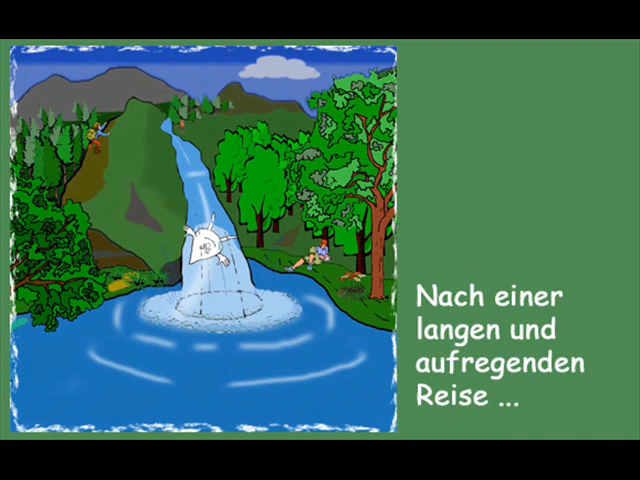 Nach einer
langen und
aufregenden
Reise ...